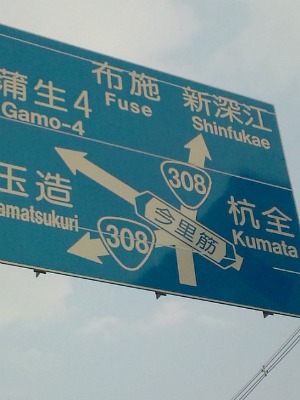 蒲生4
Gamo-4
布施
Fuse
新深江
Shinfukae
玉造
amatsukuri
308
今里筋
308
杭全
Kumata